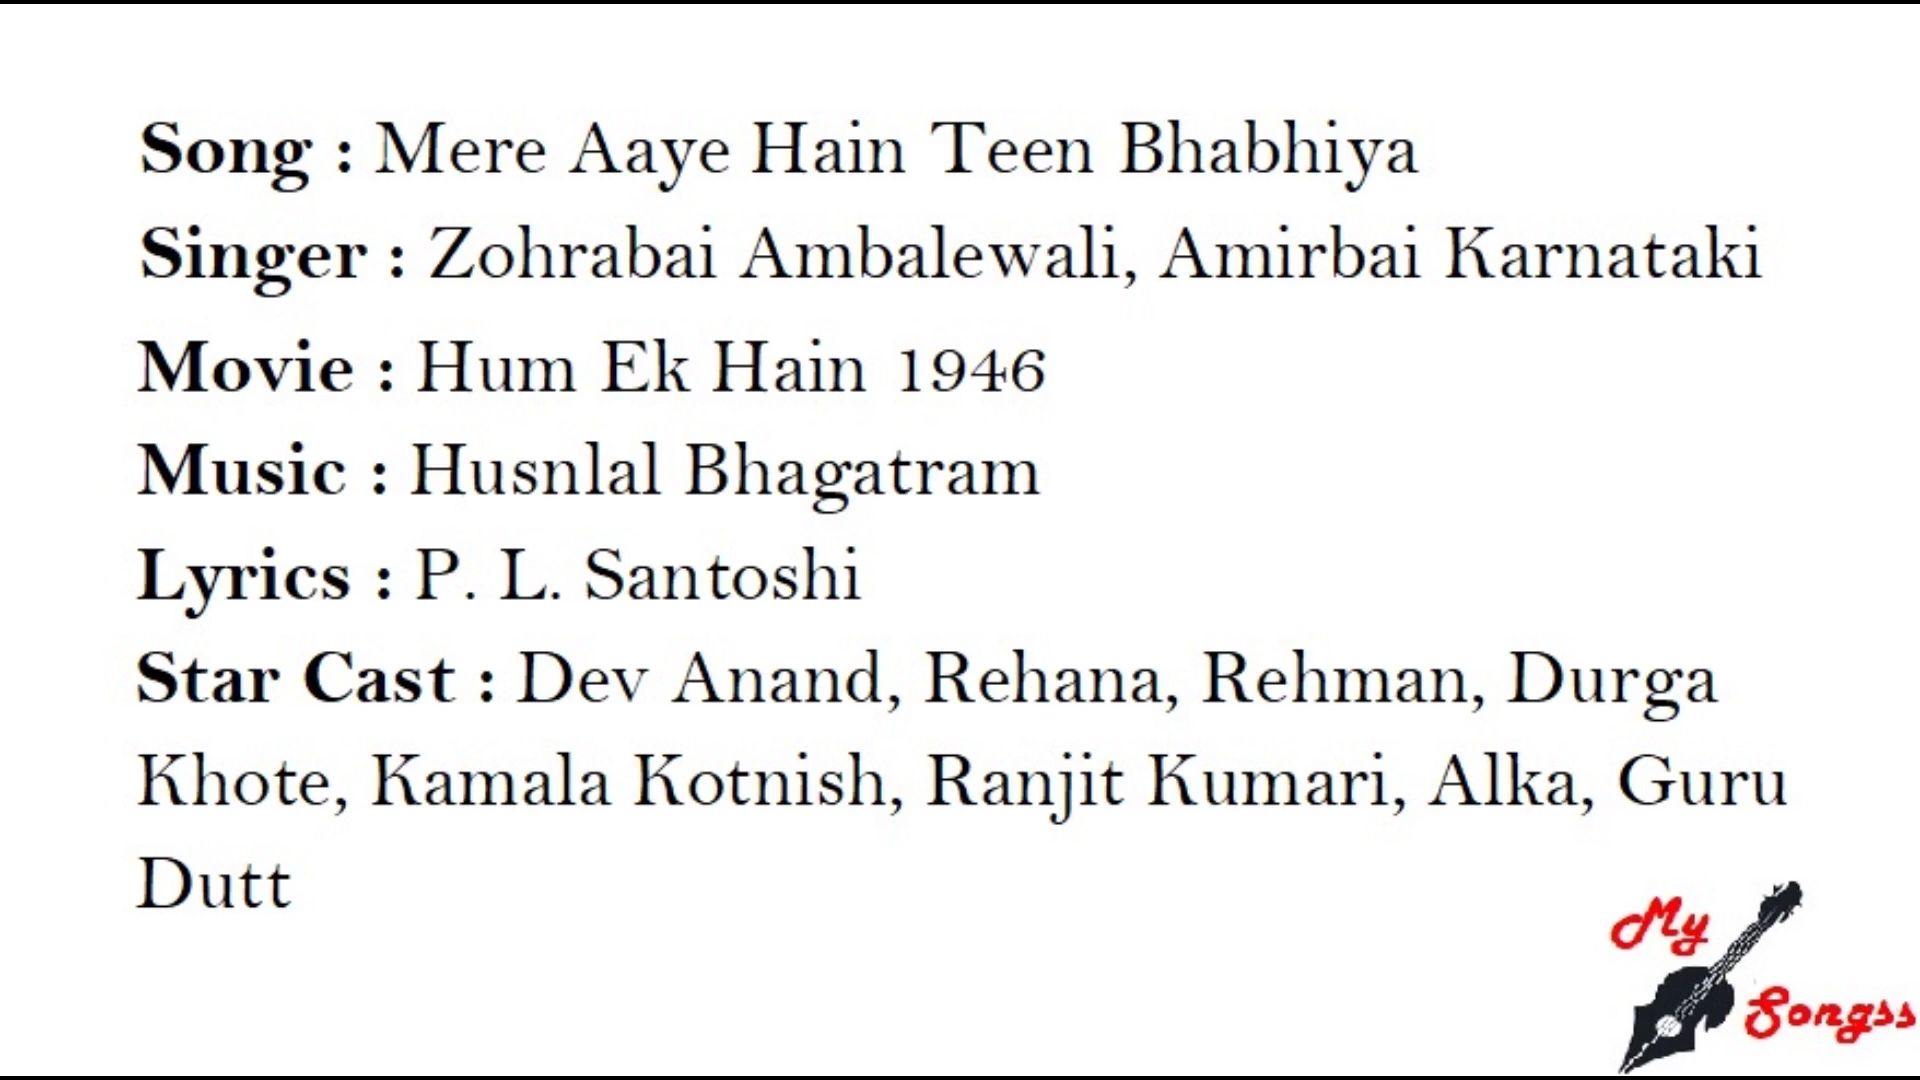 Song : Mere Aaye Hain Teen Bhabhiya
Singer : Zohrabai Ambalewali, Amirbai Karnataki
Movie : Hum Ek Hain 1946
Music : Husnlal Bhagatram
Lyrics : P. L. Santoshi
Star Cast : Dev Anand, Rehana, Rehman, Durga
Khote, Kamala Kotnish, Ranjit Kumari, Alka, Guru
Dutt
My
Songss